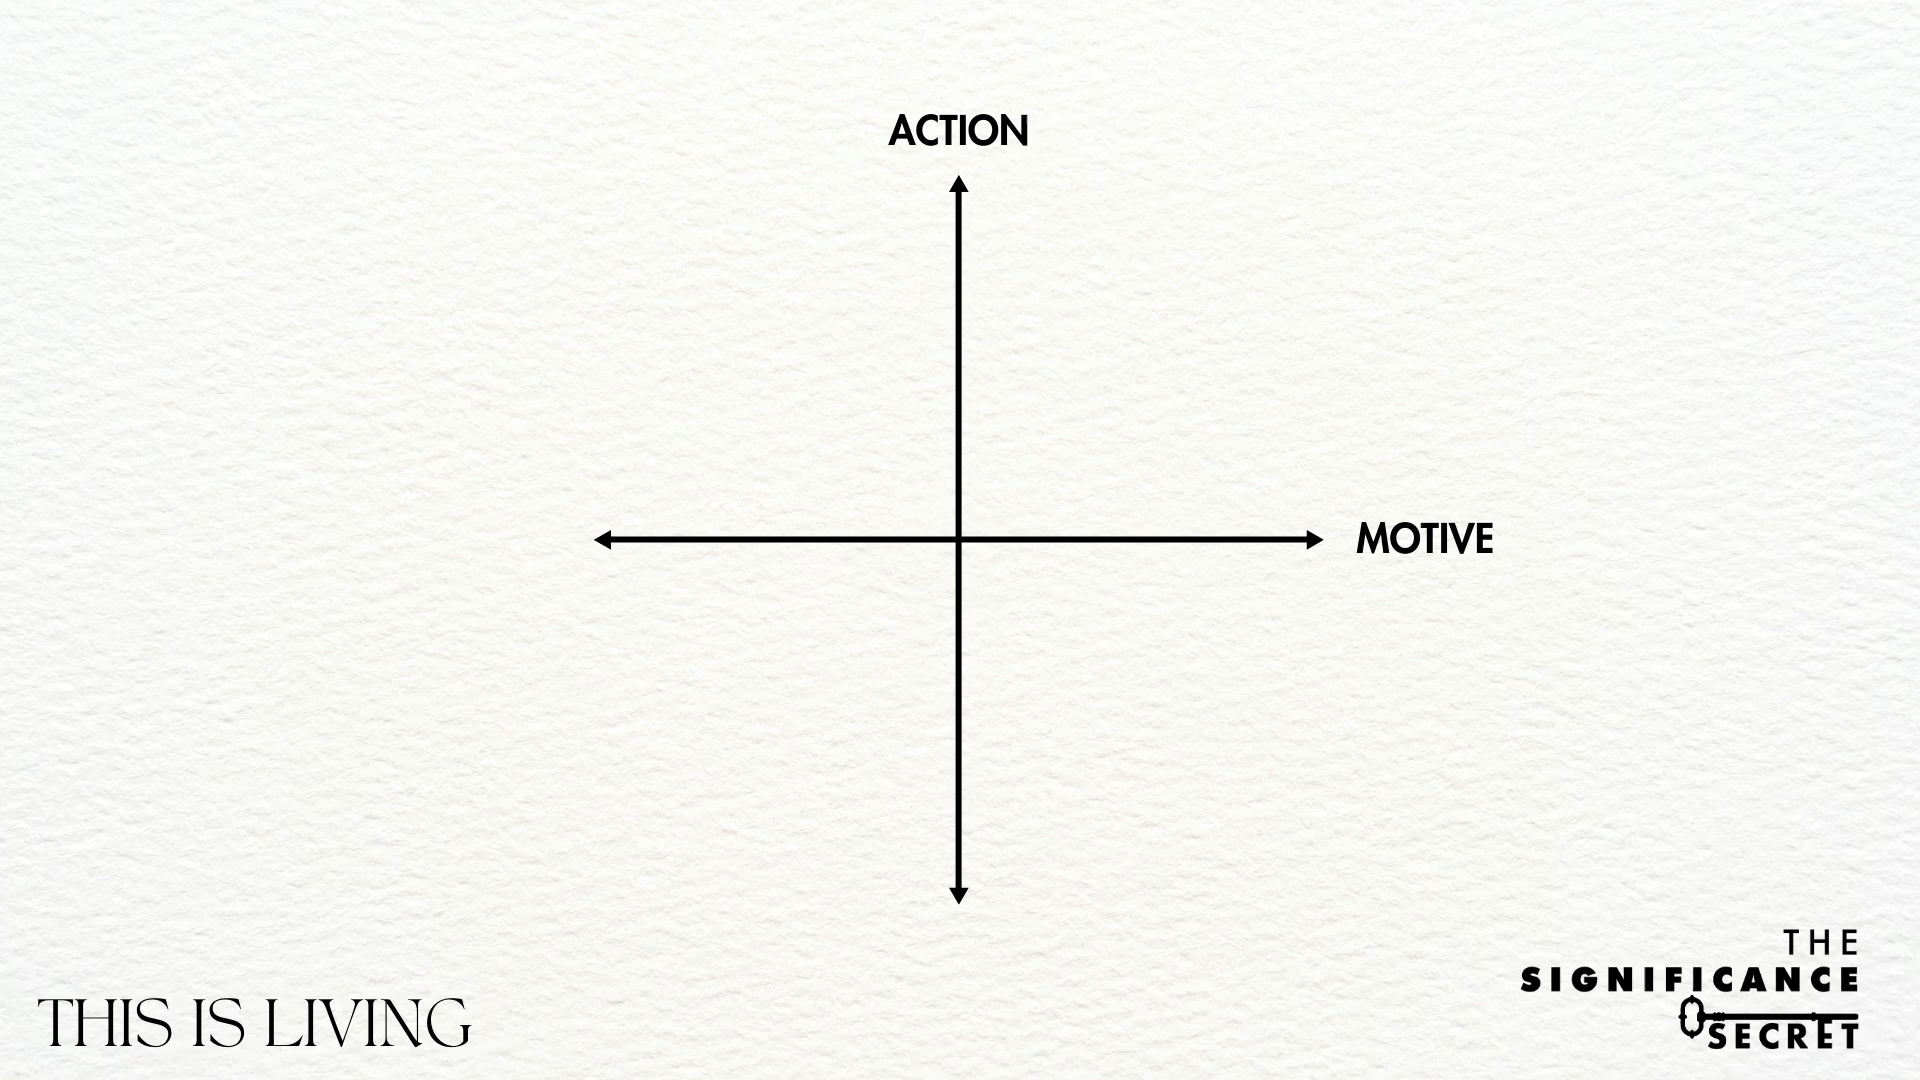 ACTION
MOTIVE
THIS IS LIVING
THE
SIGNIFICANCE
SECRET